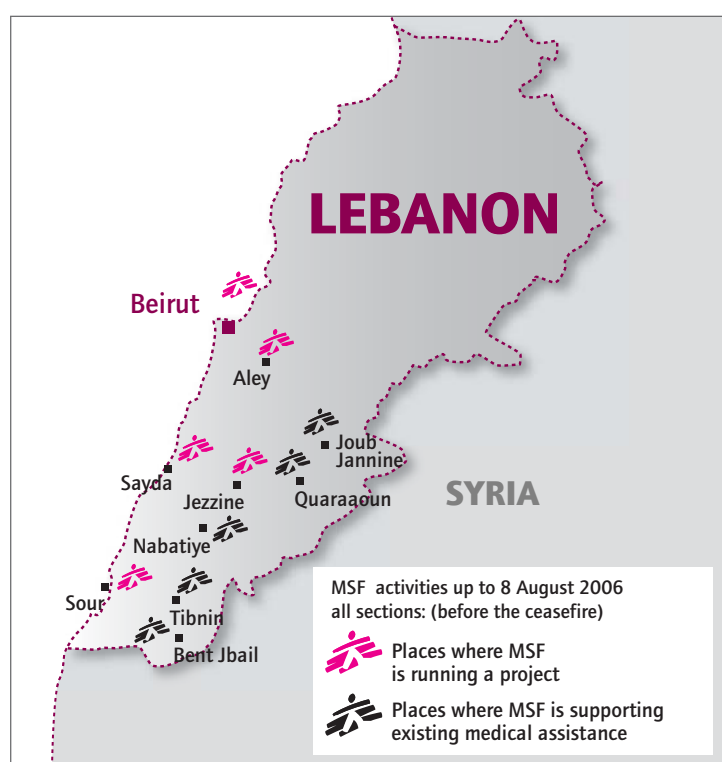 LEBANON
Beirut
Aley
Joub
Jannine
Sayda
Jezzine
Quaraaoun
SYRIA
Nabatiye
Sour
Tibnin
Bent Jbail
MSF activities up to 8 August 2006
all sections: (before the ceasefire)
Places where MSF
is running a project
Places where MSF is supporting
existing medical assistance